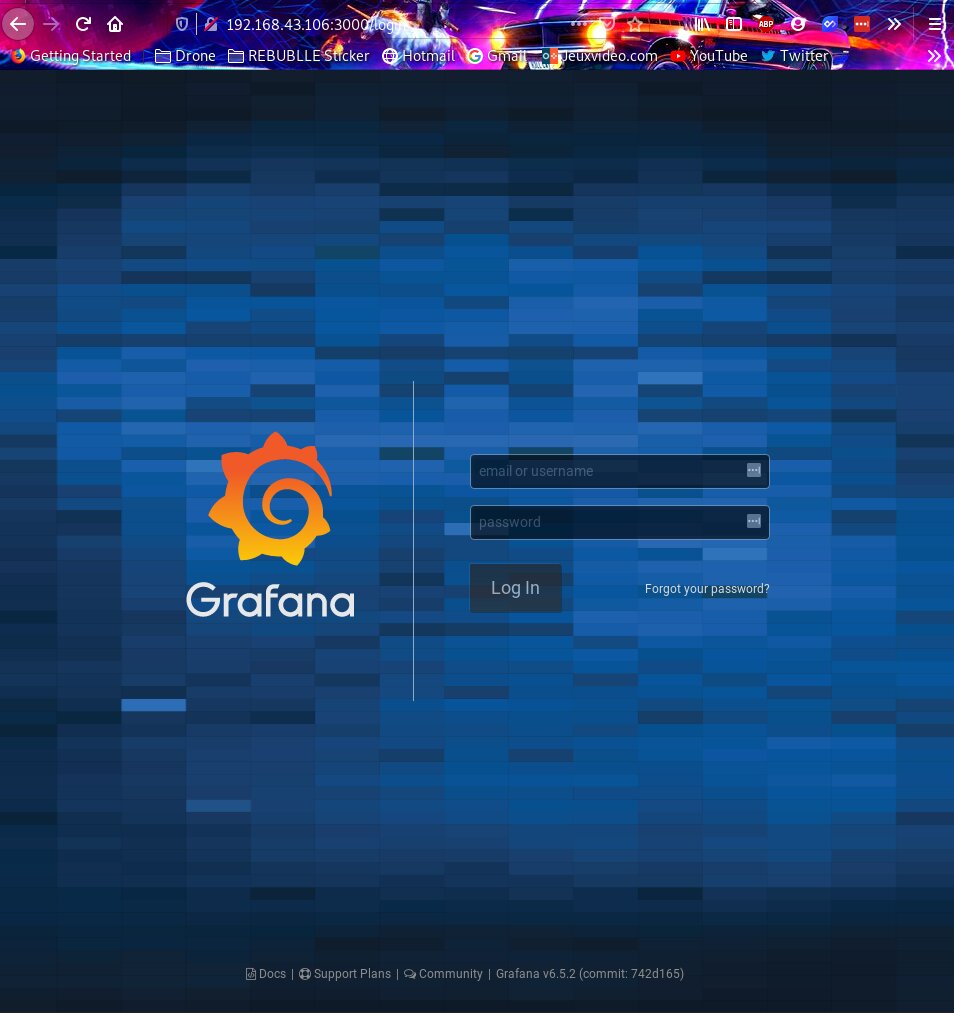 192.168.43.106:3000/login
ABP
Getting Started Drone REBUBLLE Sticker Hotmail Gmail Jeuxvideo.com YouTube Twitter
email or username
password
Log In Forgot your password?
Grafana
Docs | Support Plans | Community | Grafana v6.5.2 (commit: 742d165)